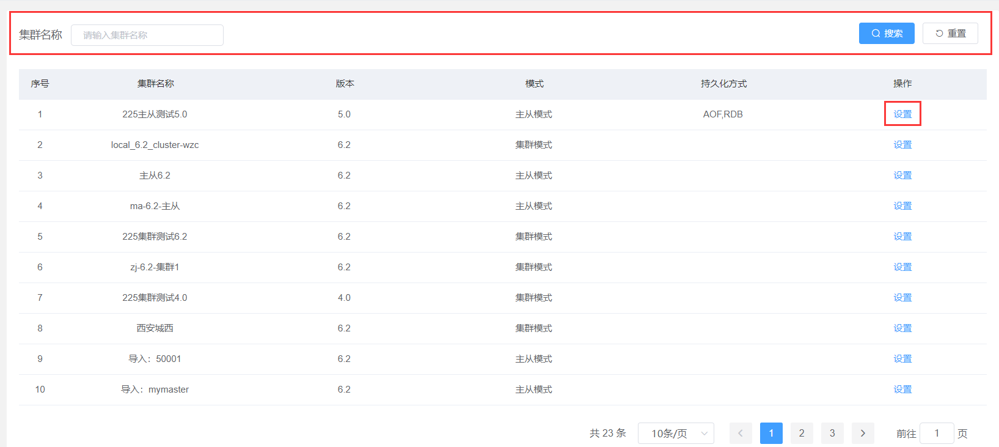 集群名称 请输入集群名称 搜索 重置
序号 集群名称 版本 模式 持久化方式 操作
1 225主从测试5.0 5.0 主从模式 AOF,RDB 设置
2 local_6.2_cluster-wzc 6.2 集群模式 设置
3 主从6.2 6.2 主从模式 设置
4 ma-6.2-主从 6.2 主从模式 设置
5 225集群测试6.2 6.2 集群模式 设置
6 zj-6.2-集群1 6.2 集群模式 设置
7 225集群测试4.0 4.0 集群模式 设置
8 西安城西 6.2 集群模式 设置
9 导入：50001 6.2 主从模式 设置
10 导入：mymaster 6.2 主从模式 设置
共 23 条 10条/页 1 2 3 前往 1 页